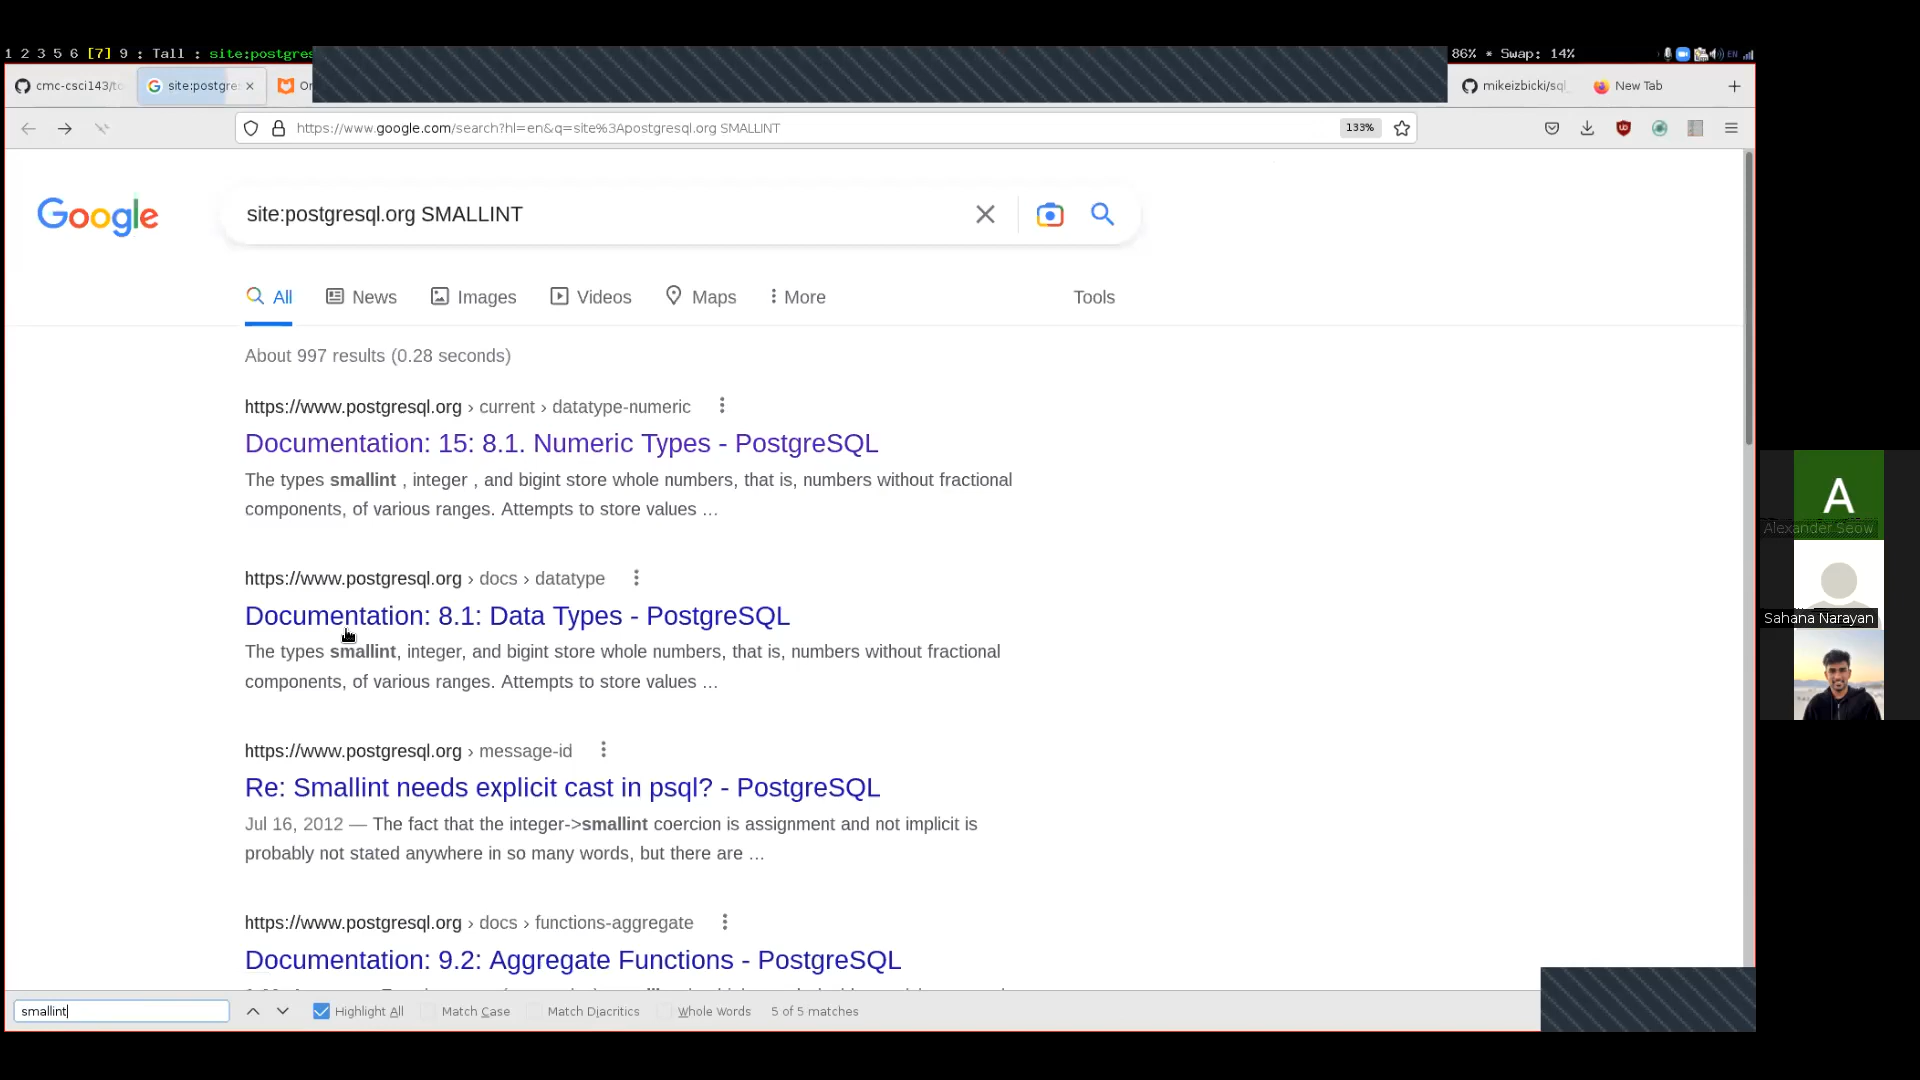 1 2 3 5 6 [7] 9 : Tall : site:postgres
86% * Swap: 14%
EN
cmc-csci143/
site:postgre
Or
mikeizbicki/sql
New Tab
https://www.google.com/search?hl=en&q=site%3Apostgresql.org SMALLINT
133%
Google
site:postgresql.org SMALLINT
All
News
Images
Videos
Maps
More
Tools
About 997 results (0.28 seconds)
https://www.postgresql.org › current › datatype-numeric
Documentation: 15: 8.1. Numeric Types - PostgreSQL
The types smallint , integer , and bigint store whole numbers, that is, numbers without fractional
components, of various ranges. Attempts to store values ...
https://www.postgresql.org › docs › datatype
Documentation: 8.1: Data Types - PostgreSQL
The types smallint, integer, and bigint store whole numbers, that is, numbers without fractional
components, of various ranges. Attempts to store values ...
https://www.postgresql.org › message-id
Re: Smallint needs explicit cast in psql? - PostgreSQL
Jul 16, 2012 — The fact that the integer->smallint coercion is assignment and not implicit is
probably not stated anywhere in so many words, but there are ...
https://www.postgresql.org › docs › functions-aggregate
Documentation: 9.2: Aggregate Functions - PostgreSQL
smallint
Highlight All
Match Case
Match Diacritics
Whole Words
5 of 5 matches
A
Alexander Seow
Sahana Narayan